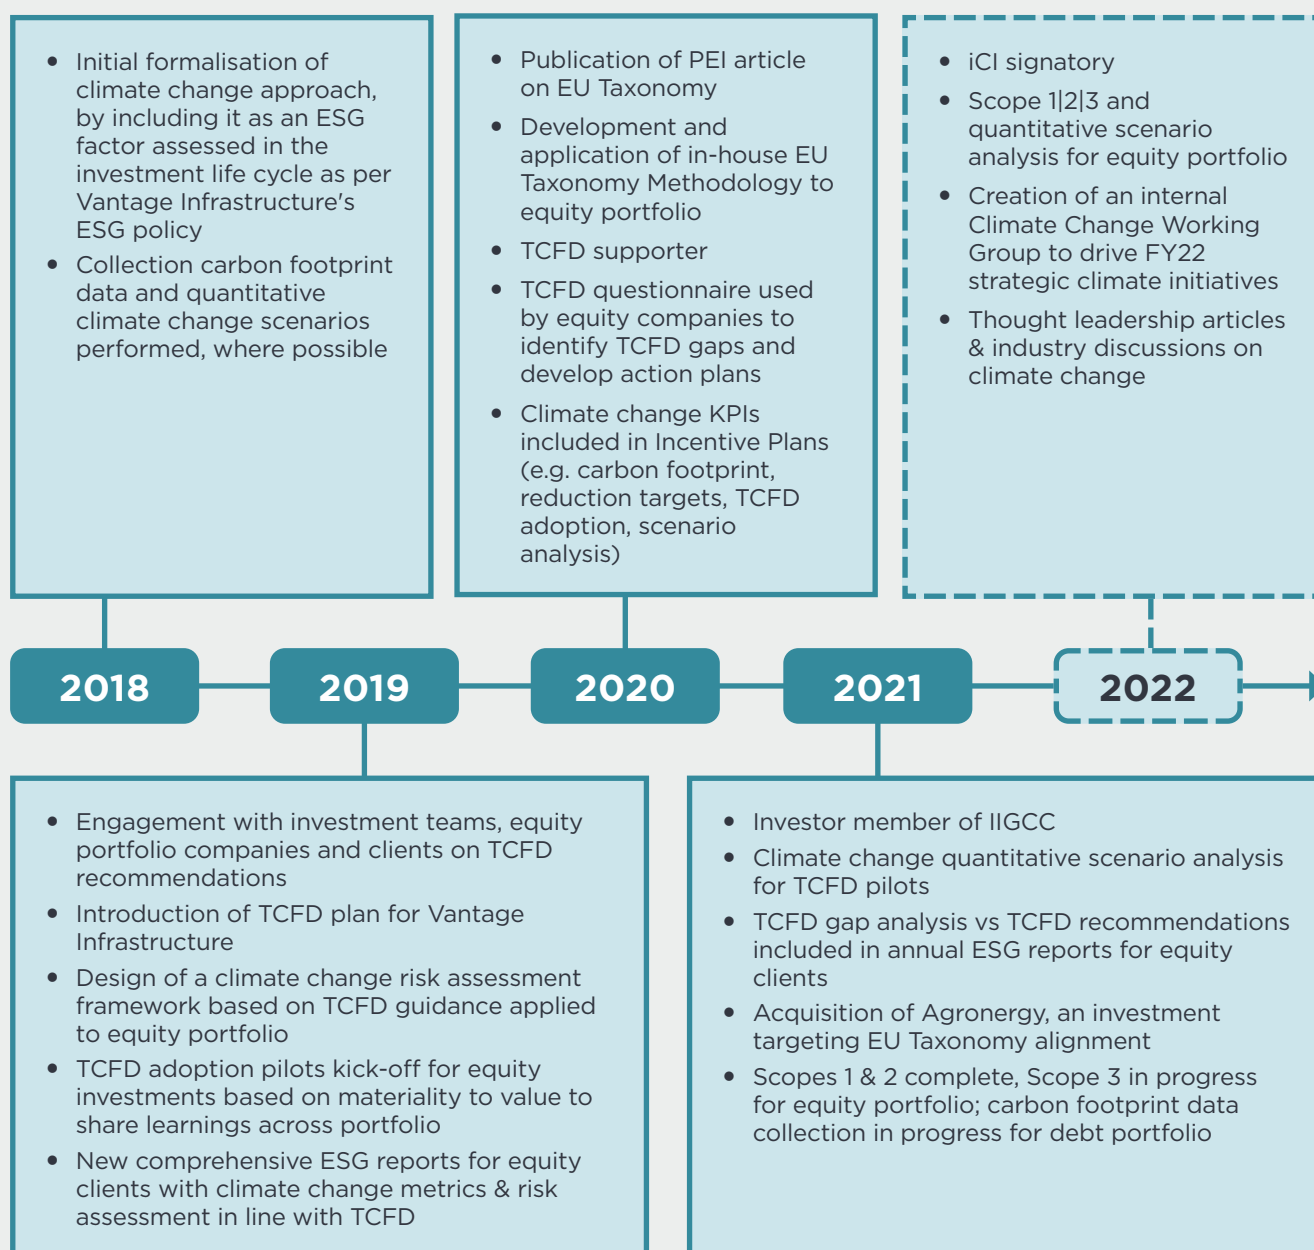 • Initial formalisation of
climate change approach,
by including it as an ESG
factor assessed in the
investment life cycle as per
Vantage Infrastructure's
ESG policy
• Collection carbon footprint
data and quantitative
climate change scenarios
performed, where possible
• Publication of PEI article
on EU Taxonomy
• Development and
application of in-house EU
Taxonomy Methodology to
equity portfolio
• TCFD supporter
• TCFD questionnaire used
by equity companies to
identify TCFD gaps and
develop action plans
• Climate change KPIs
included in Incentive Plans
(e.g. carbon footprint,
reduction targets, TCFD
adoption, scenario
analysis)
• iCI signatory
• Scope 1|2|3 and
quantitative scenario
analysis for equity portfolio
• Creation of an internal
Climate Change Working
Group to drive FY22
strategic climate initiatives
• Thought leadership articles
& industry discussions on
climate change
2018 2019 2020 2021 2022
• Engagement with investment teams, equity
portfolio companies and clients on TCFD
recommendations
• Introduction of TCFD plan for Vantage
Infrastructure
• Design of a climate change risk assessment
framework based on TCFD guidance applied
to equity portfolio
• TCFD adoption pilots kick-off for equity
investments based on materiality to value to
share learnings across portfolio
• New comprehensive ESG reports for equity
clients with climate change metrics & risk
assessment in line with TCFD
• Investor member of IIGCC
• Climate change quantitative scenario analysis
for TCFD pilots
• TCFD gap analysis vs TCFD recommendations
included in annual ESG reports for equity
clients
• Acquisition of Agronergy, an investment
targeting EU Taxonomy alignment
• Scopes 1 & 2 complete, Scope 3 in progress
for equity portfolio; carbon footprint data
collection in progress for debt portfolio